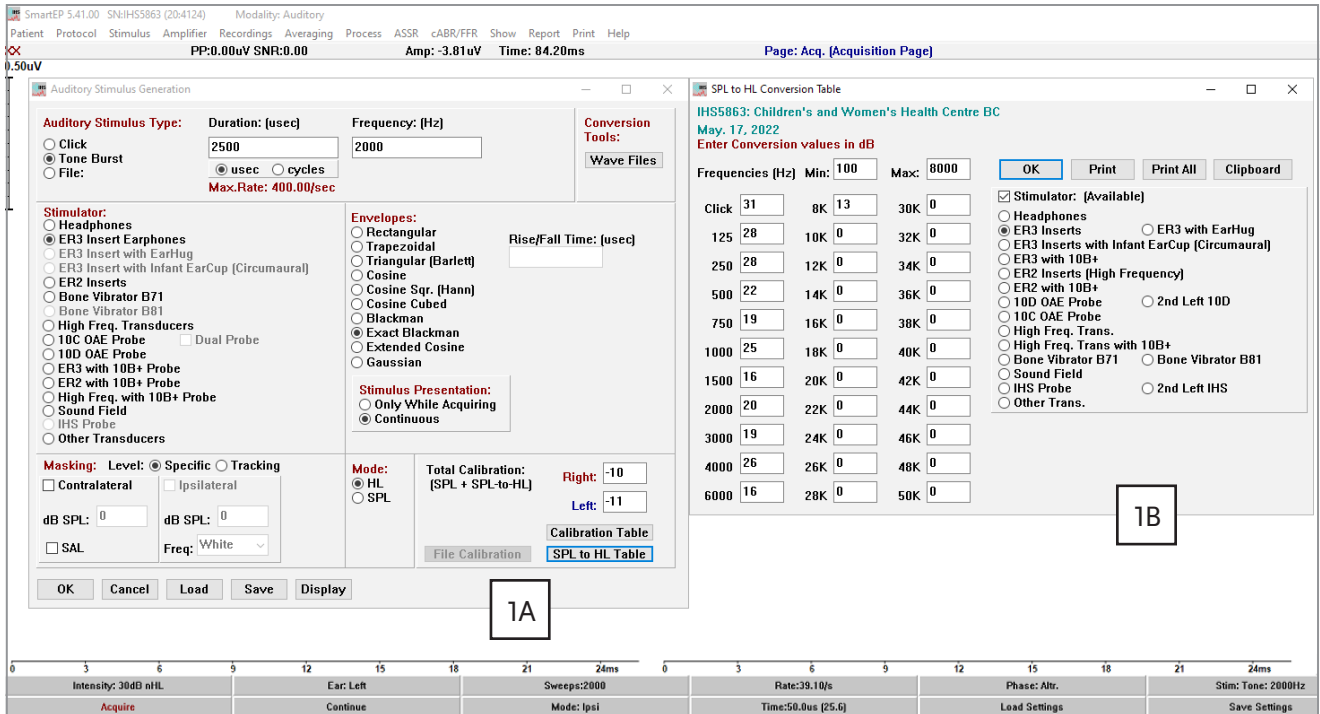 SmartEP 5.41.00 SN:IHS5863 (20:4124) Modality: Auditory
Patient Protocol Stimulus Amplifier Recordings Averaging Process ASSR cABR/FFR Show Report Print Help
PP:0.00uV SNR:0.00 Amp: -3.81uV Time: 84.20ms Page: Acq. (Acquisition Page)
0.50uV
Auditory Stimulus Generation
Auditory Stimulus Type: Duration: (usec) Frequency: (Hz) Conversion Tools:
Click
Tone Burst
File:
2500 2000
usec cycles
Max.Rate: 400.00/sec
Wave Files
Stimulator:
Headphones
ER3 Insert Earphones
ER3 Insert with EarHug
ER3 Insert with Infant EarCup (Circumaural)
ER2 Inserts
Bone Vibrator B71
Bone Vibrator B81
High Freq. Transducers
10C OAE Probe Dual Probe
10D OAE Probe
ER3 with 10B+ Probe
ER2 with 10B+ Probe
High Freq. with 10B+ Probe
Sound Field
IHS Probe
Other Transducers
Envelopes:
Rectangular
Trapezoidal
Triangular (Barlett)
Cosine
Cosine Sqr. (Hann)
Cosine Cubed
Blackman
Exact Blackman
Extended Cosine
Gaussian
Rise/Fall Time: (usec)
Stimulus Presentation:
Only While Acquiring
Continuous
Masking: Level: Specific Tracking
Contralateral Ipsilateral
dB SPL: 0 dB SPL: 0
SAL Freq: White
Mode:
HL
SPL
Total Calibration:
(SPL + SPL-to-HL)
Right: -10
Left: -11
Calibration Table
File Calibration SPL to HL Table
OK Cancel Load Save Display
1A
SPL to HL Conversion Table
IHS5863: Children's and Women's Health Centre BC
May. 17, 2022
Enter Conversion values in dB
Frequencies (Hz) Min: 100 Max: 8000
Click 31 8K 13 30K 0
125 28 10K 0 32K 0
250 28 12K 0 34K 0
500 22 14K 0 36K 0
750 19 16K 0 38K 0
1000 25 18K 0 40K 0
1500 16 20K 0 42K 0
2000 20 22K 0 44K 0
3000 19 24K 0 46K 0
4000 26 26K 0 48K 0
6000 16 28K 0 50K 0
OK Print Print All Clipboard
Stimulator: (Available)
Headphones
ER3 Inserts ER3 with EarHug
ER3 Inserts with Infant EarCup (Circumaural)
ER3 with 10B+
ER2 Inserts (High Frequency)
ER2 with 10B+
10D OAE Probe 2nd Left 10D
10C OAE Probe
High Freq. Trans.
High Freq. Trans with 10B+
Bone Vibrator B71 Bone Vibrator B81
Sound Field
IHS Probe 2nd Left IHS
Other Trans.
1B
0 3 6 9 12 15 18 21 24ms 0 3 6 9 12 15 18 21 24ms
Intensity: 30dB nHL Ear: Left Sweeps:2000 Rate:39.10/s Phase: Altr. Stim: Tone: 2000Hz
Acquire Continue Mode: Ipsi Time:50.0us (25.6) Load Settings Save Settings